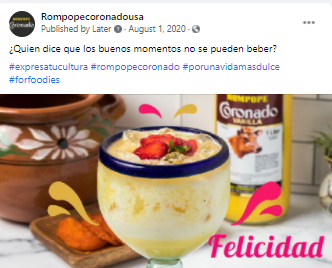 Coronado
Rompopecoronadousa
Published by Later · August 1, 2020 ·
¿Quien dice que los buenos momentos no se pueden beber?
#expresatucultura #rompopecoronado #porunavidamasdulce
#forfoodies
ROMPOPE
Coronado
VAINILLA
Felicidad